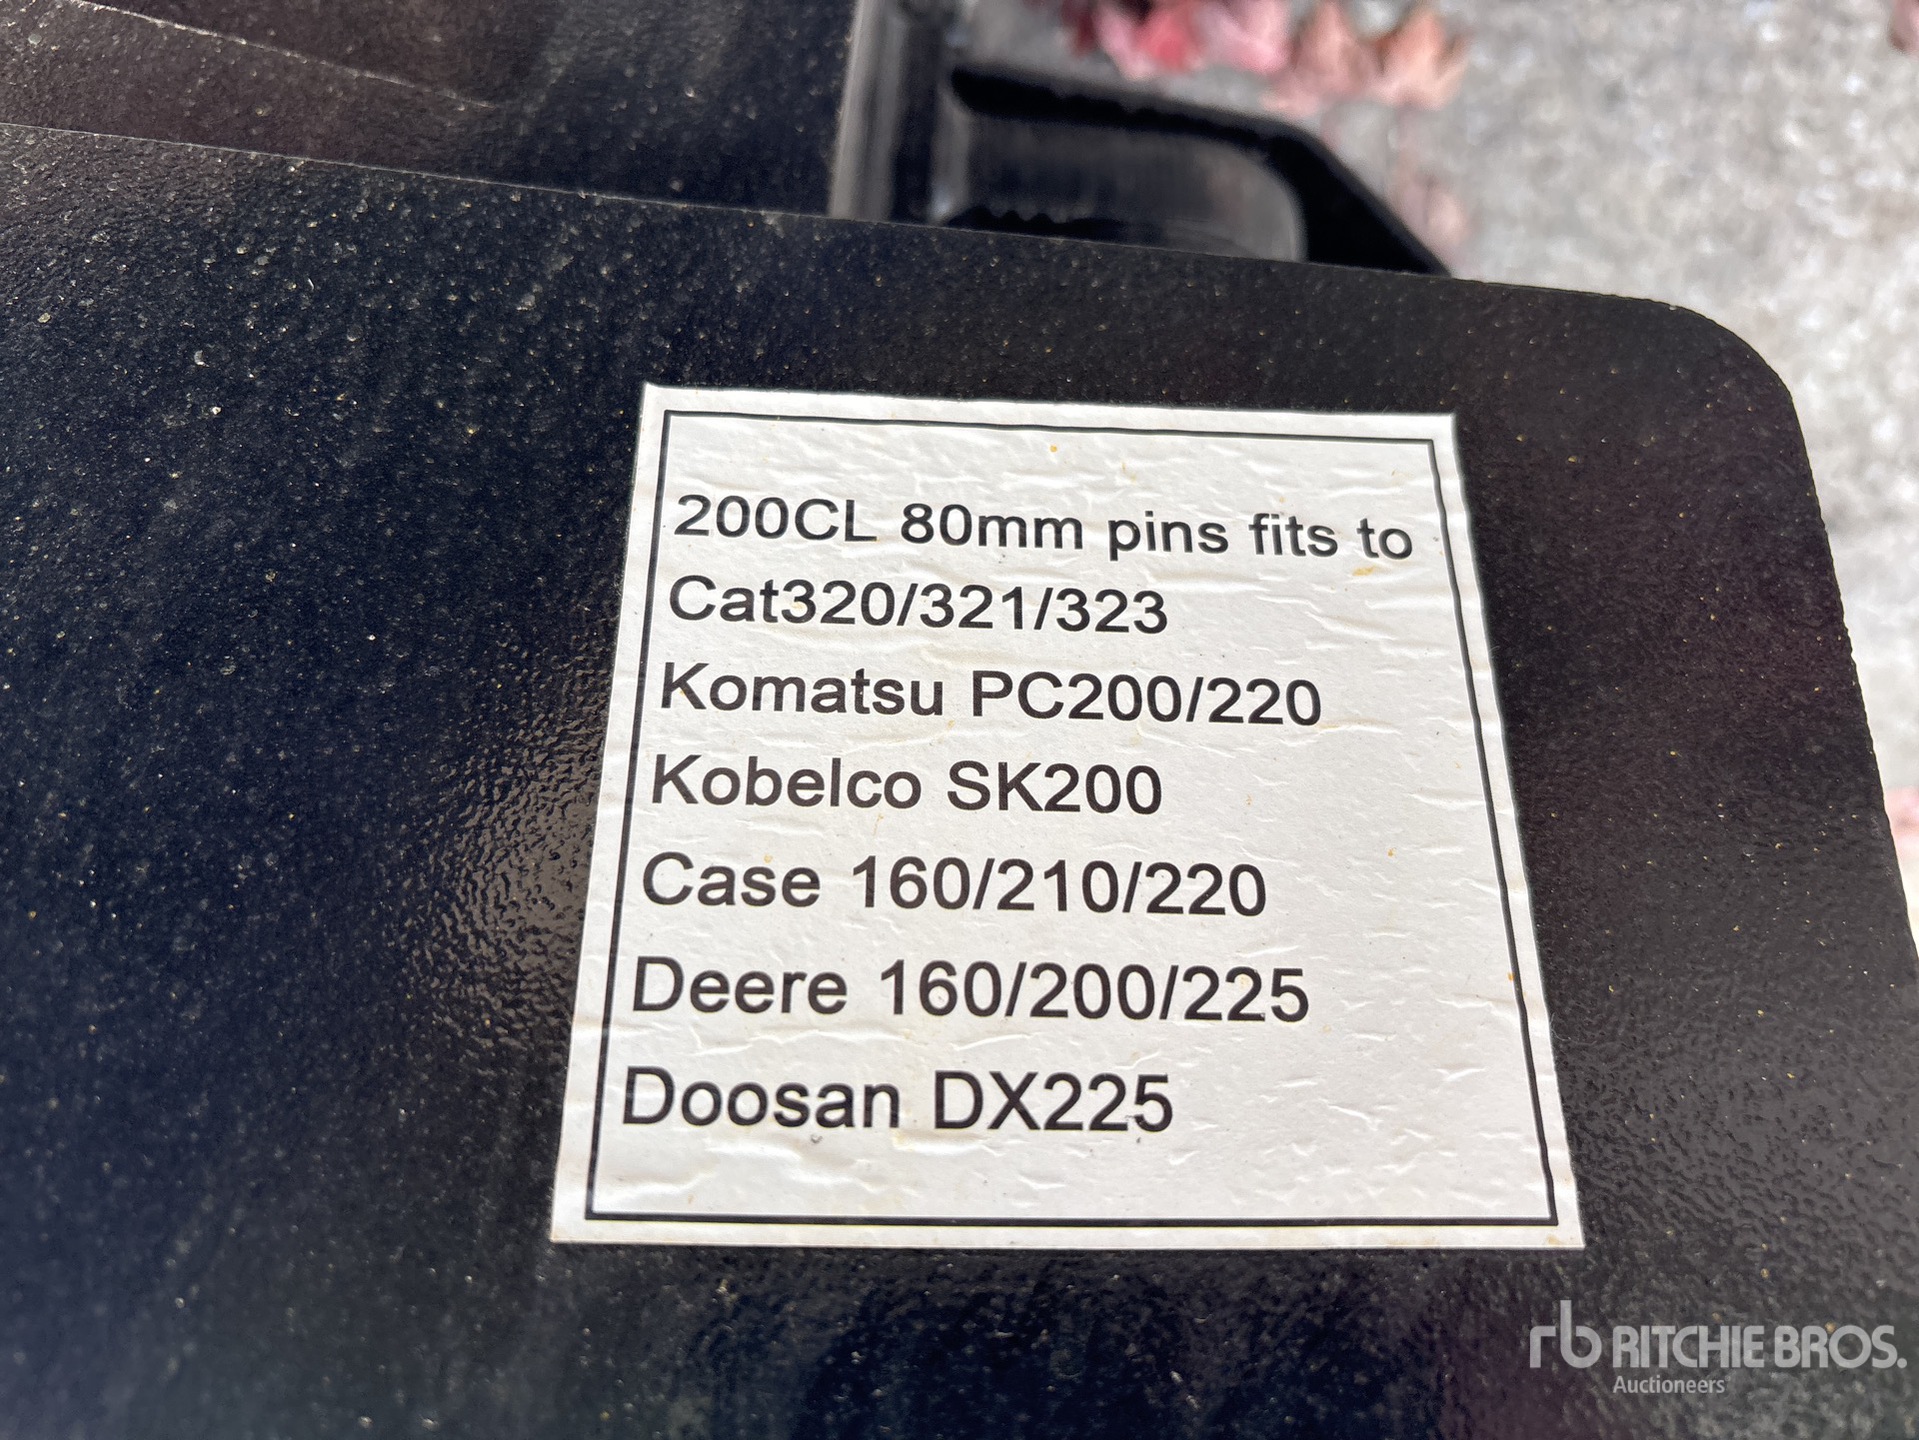 200CL 80mm pins fits to
Cat320/321/323
Komatsu PC200/220
Kobelco SK200
Case 160/210/220
Deere 160/200/225
Doosan DX225
rb RITCHIE BROS.
Auctioneers